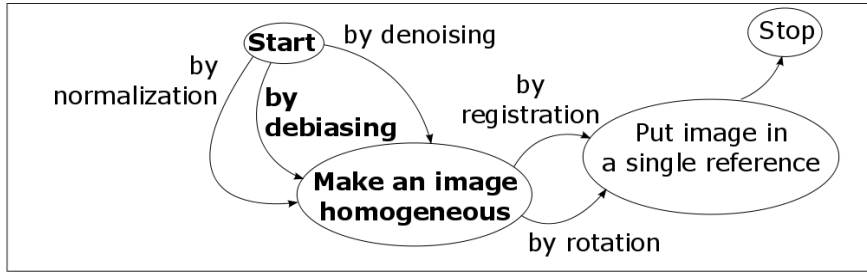 Start
by denoising
Stop
by
normalization
by
debiasing
by
registration
Put image in
a single reference
Make an image
homogeneous
by rotation